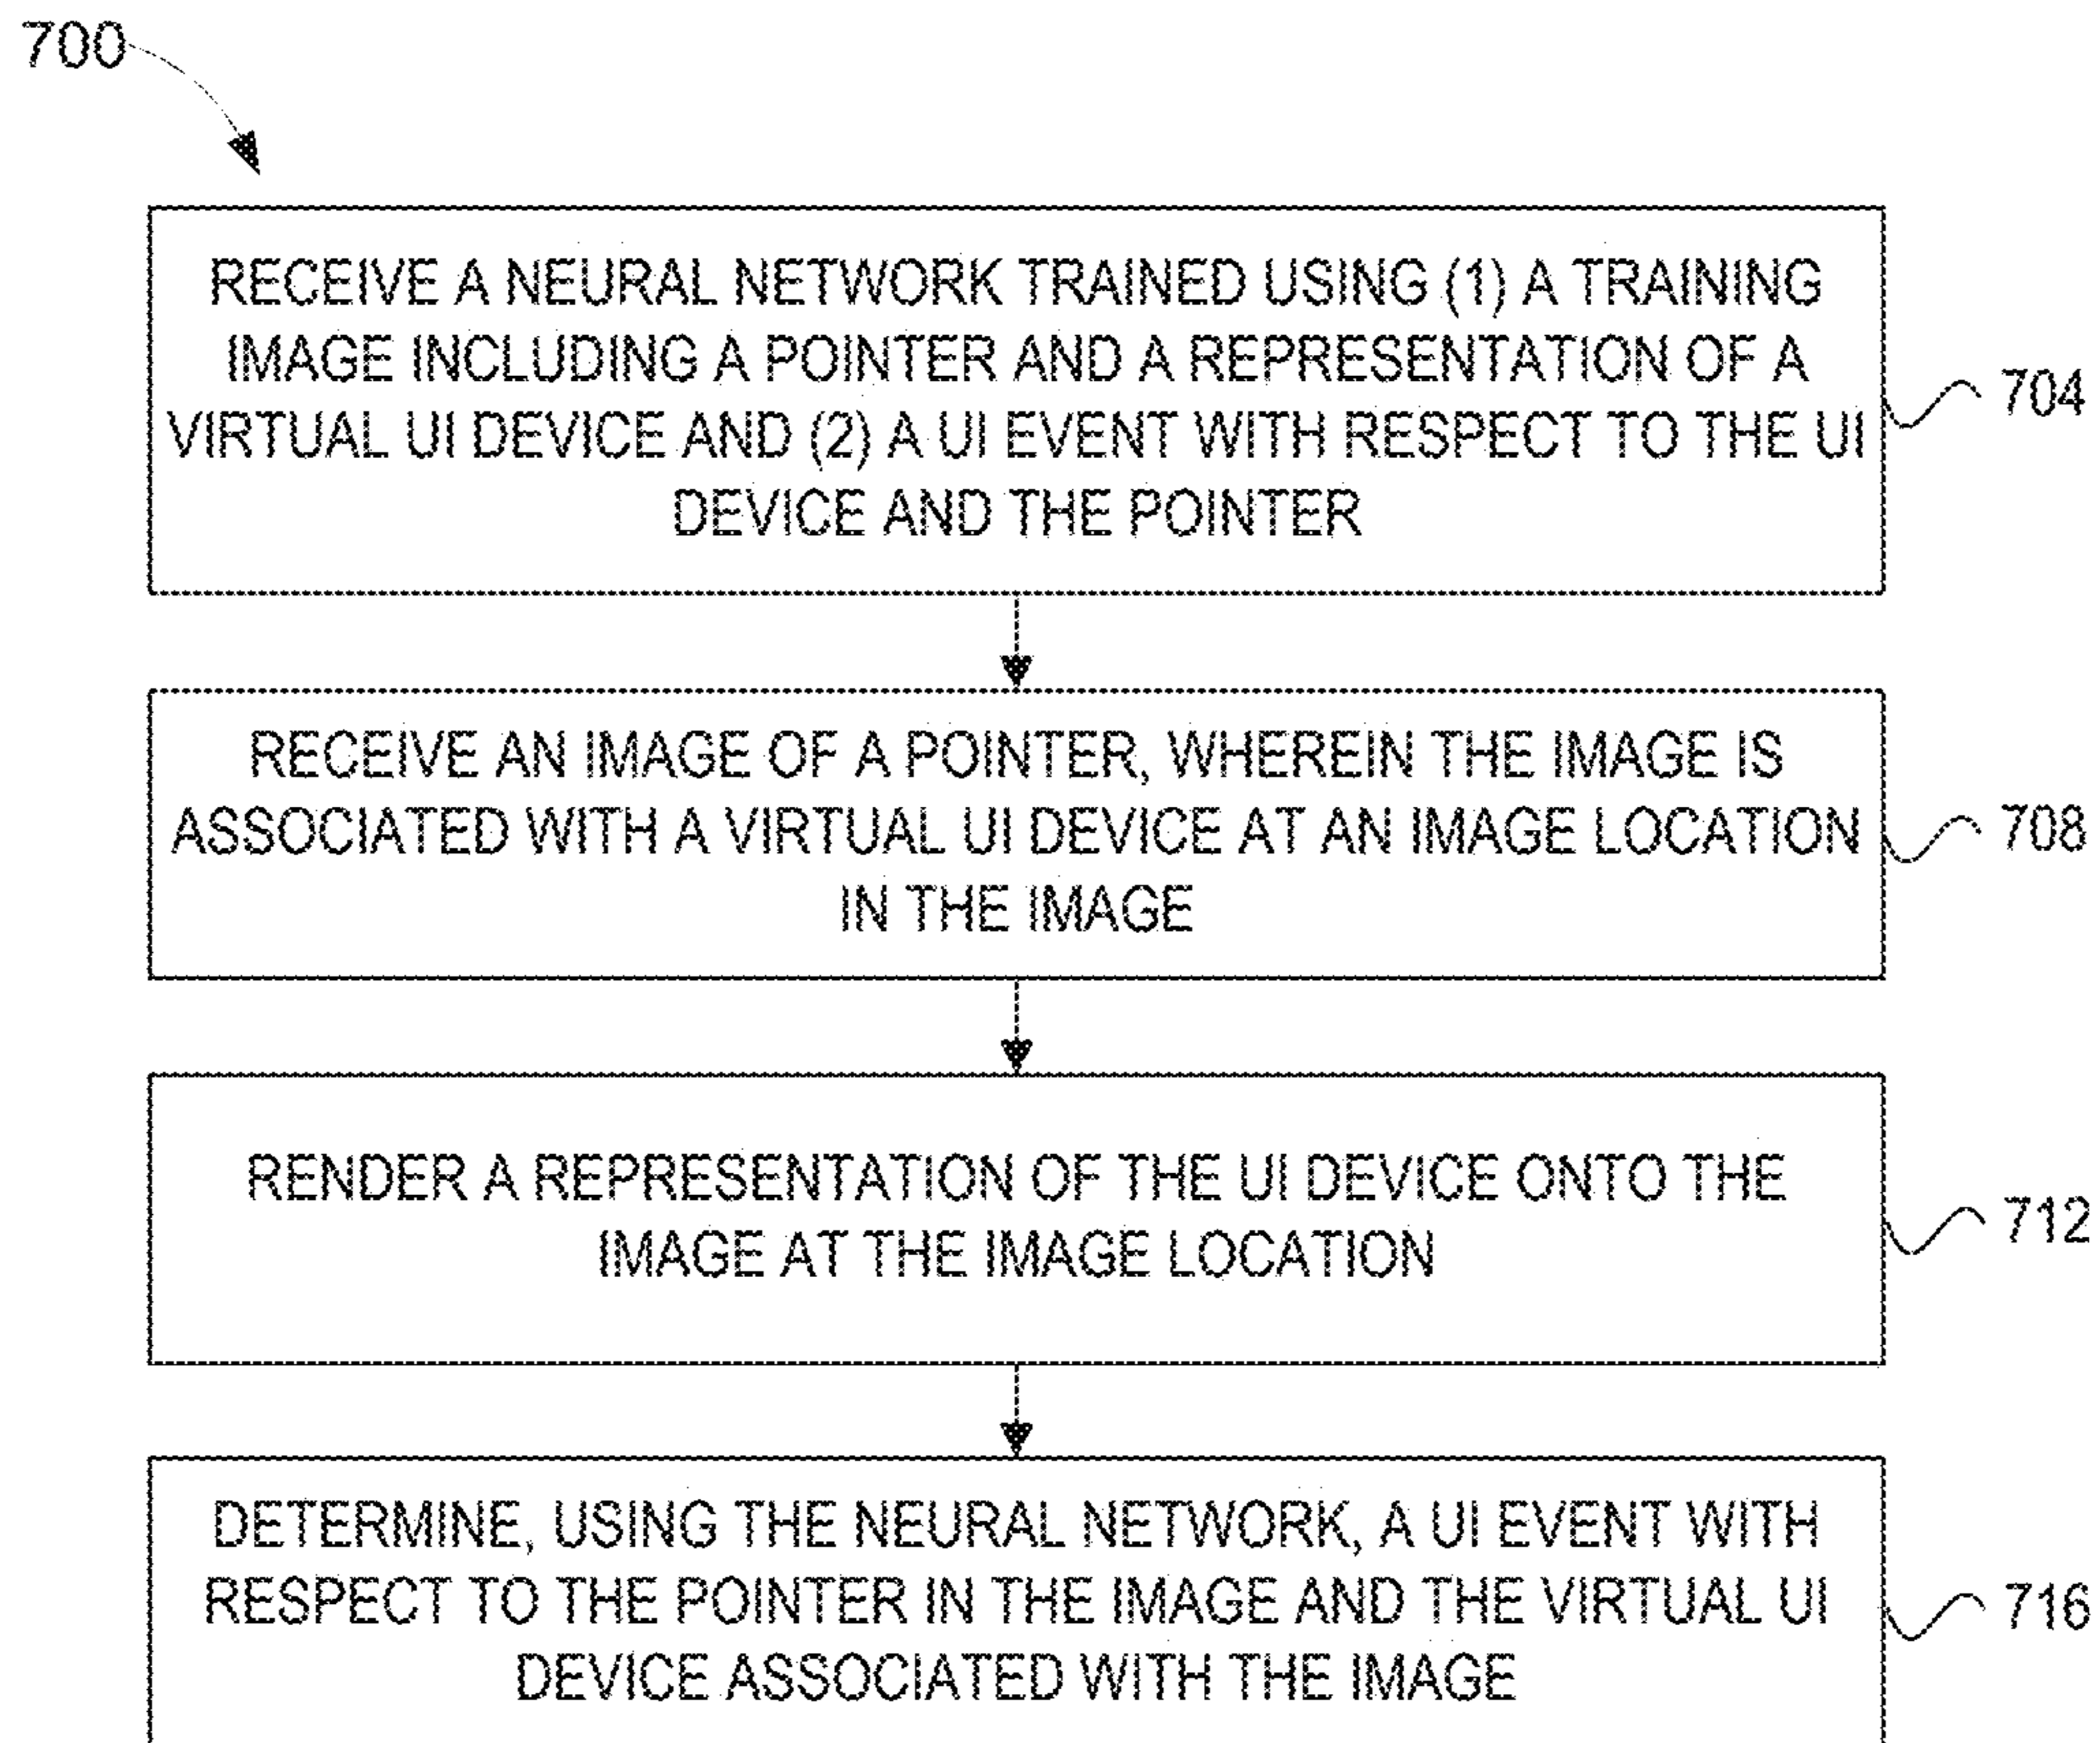 700
RECEIVE A NEURAL NETWORK TRAINED USING (1) A TRAINING
IMAGE INCLUDING A POINTER AND A REPRESENTATION OF A
VIRTUAL UI DEVICE AND (2) A UI EVENT WITH RESPECT TO THE UI
DEVICE AND THE POINTER
704
RECEIVE AN IMAGE OF A POINTER, WHEREIN THE IMAGE IS
ASSOCIATED WITH A VIRTUAL UI DEVICE AT AN IMAGE LOCATION
IN THE IMAGE
708
RENDER A REPRESENTATION OF THE UI DEVICE ONTO THE
IMAGE AT THE IMAGE LOCATION
712
DETERMINE, USING THE NEURAL NETWORK, A UI EVENT WITH
RESPECT TO THE POINTER IN THE IMAGE AND THE VIRTUAL UI
DEVICE ASSOCIATED WITH THE IMAGE
716